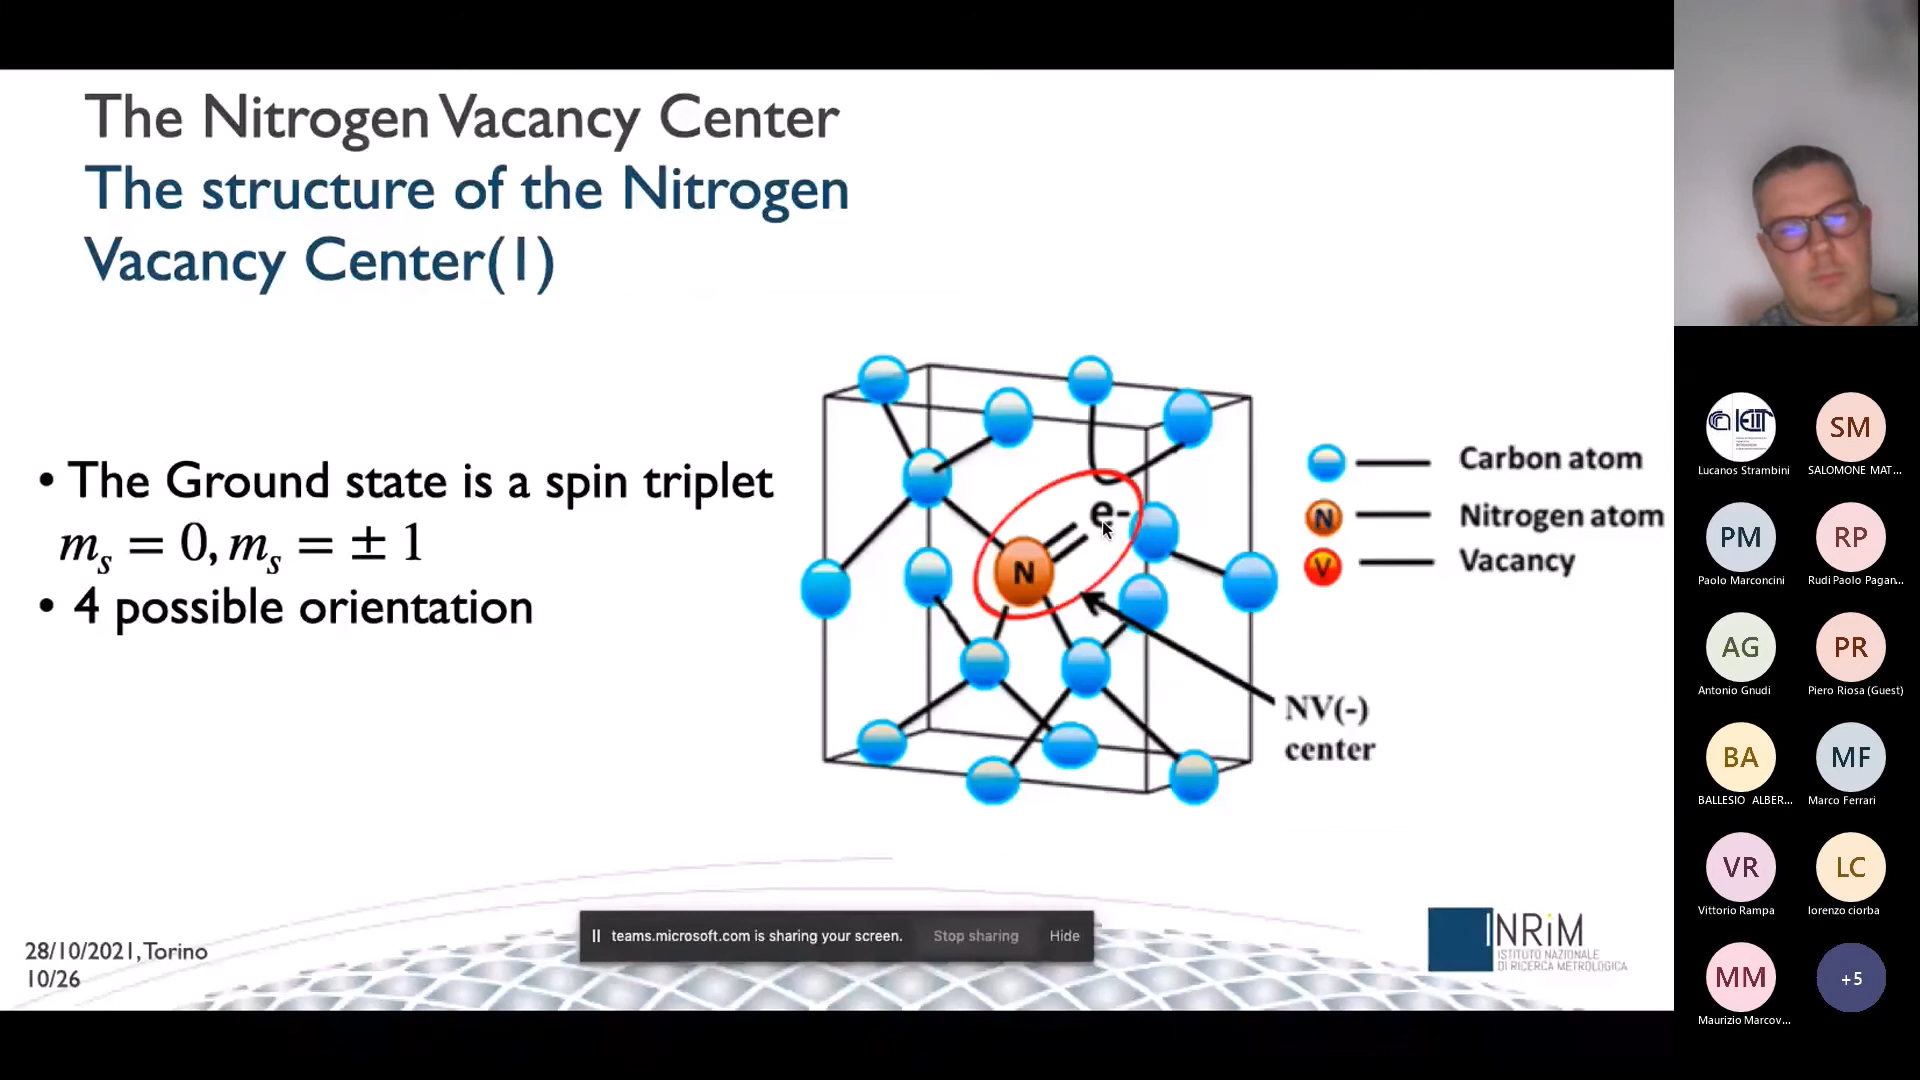 The Nitrogen Vacancy Center
The structure of the Nitrogen
Vacancy Center(1)
• The Ground state is a spin triplet
mₛ = 0, mₛ = ± 1
• 4 possible orientation
e-
N
Carbon atom
N Nitrogen atom
V Vacancy
NV(-)
center
28/10/2021, Torino
10/26
teams.microsoft.com is sharing your screen. Stop sharing Hide
INRiM
ISTITUTO NAZIONALE
DI RICERCA METROLOGICA
IEIIT SM
Lucanos Strambini SALOMONE MAT...
PM RP
Paolo Marconcini Rudi Paolo Pagan...
AG PR
Antonio Gnudi Piero Riosa (Guest)
BA MF
BALLESIO ALBER... Marco Ferrari
VR LC
Vittorio Rampa lorenzo ciorba
MM +5
Maurizio Marcov...